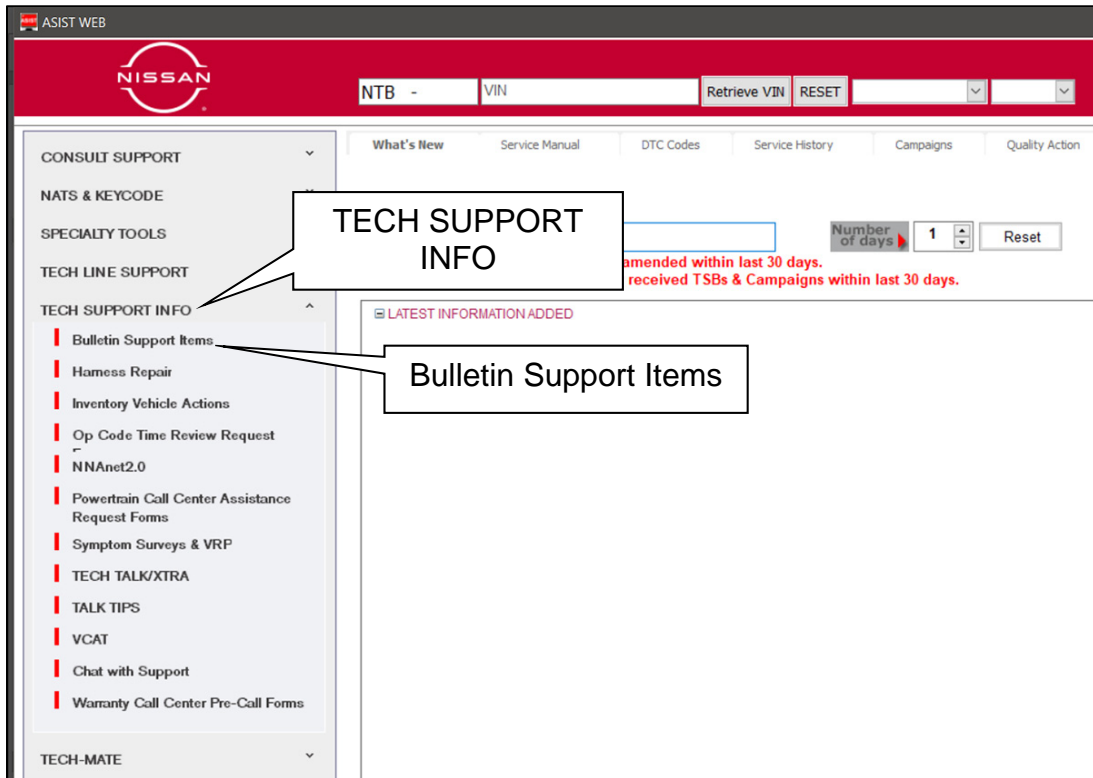 ASIST WEB
NISSAN
NTB - VIN Retrieve VIN RESET
What's New Service Manual DTC Codes Service History Campaigns Quality Action
CONSULT SUPPORT
NATS & KEYCODE
SPECIALTY TOOLS
TECH LINE SUPPORT
TECH SUPPORT INFO
Bulletin Support Items
Harness Repair
Inventory Vehicle Actions
Op Code Time Review Request
NNAnet2.0
Powertrain Call Center Assistance
Request Forms
Symptom Surveys & VRP
TECH TALK/XTRA
TALK TIPS
VCAT
Chat with Support
Warranty Call Center Pre-Call Forms
TECH-MATE
TECH SUPPORT
INFO
Number
of days 1 Reset
amended within last 30 days.
received TSBs & Campaigns within last 30 days.
LATEST INFORMATION ADDED
Bulletin Support Items